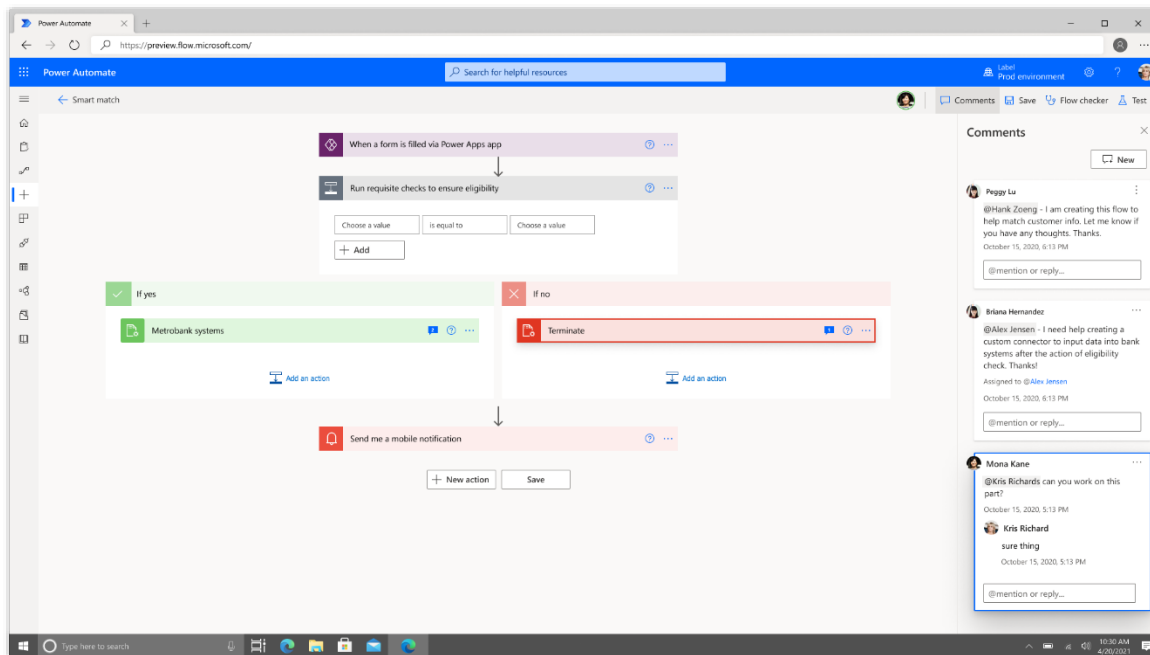 Power Automate
https://preview.flow.microsoft.com/
Power Automate
Search for helpful resources
Label
Prod environment
Smart match
Comments
Save
Flow checker
Test
When a form is filled via Power Apps app
Run requisite checks to ensure eligibility
Choose a value
is equal to
Choose a value
Add
If yes
If no
Metrobank systems
Terminate
Add an action
Add an action
Send me a mobile notification
New action
Save
Comments
New
Peggy Lu
@Hank Zoeng - I am creating this flow to
help match customer info. Let me know if
you have any thoughts. Thanks.
October 15, 2020, 6:13 PM
@mention or reply...
Briana Hernandez
@Alex Jensen - I need help creating a
custom connector to input data into bank
systems after the action of eligibility
check. Thanks!
Assigned to @Alex Jensen
October 15, 2020, 6:13 PM
@mention or reply...
Mona Kane
@Kris Richards can you work on this
part?
October 15, 2020, 5:13 PM
Kris Richard
sure thing
October 15, 2020, 5:13 PM
@mention or reply...
Type here to search
10:30 AM
4/20/2021